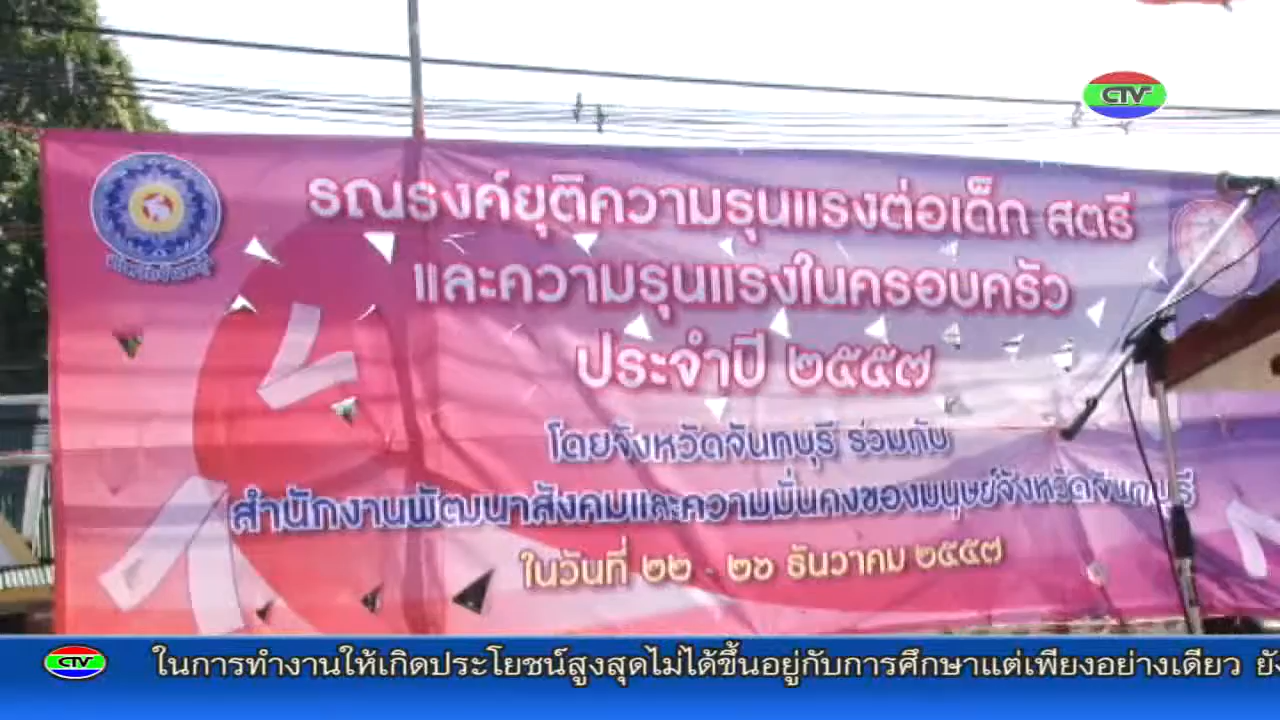 CTV
รณรงค์ยุติความรุนแรงต่อเด็ก สตรี
และความรุนแรงในครอบครัว
ประจำปี ๒๕๕๗
โดยจังหวัดจันทบุรี ร่วมกับ
สำนักงานพัฒนาสังคมและความมั่นคงของมนุษย์จังหวัดจันทบุรี
ในวันที่ ๒๒ - ๒๖ ธันวาคม ๒๕๕๗
CTV ในการทำงานให้เกิดประโยชน์สูงสุดไม่ได้ขึ้นอยู่กับการศึกษาแต่เพียงอย่างเดียว